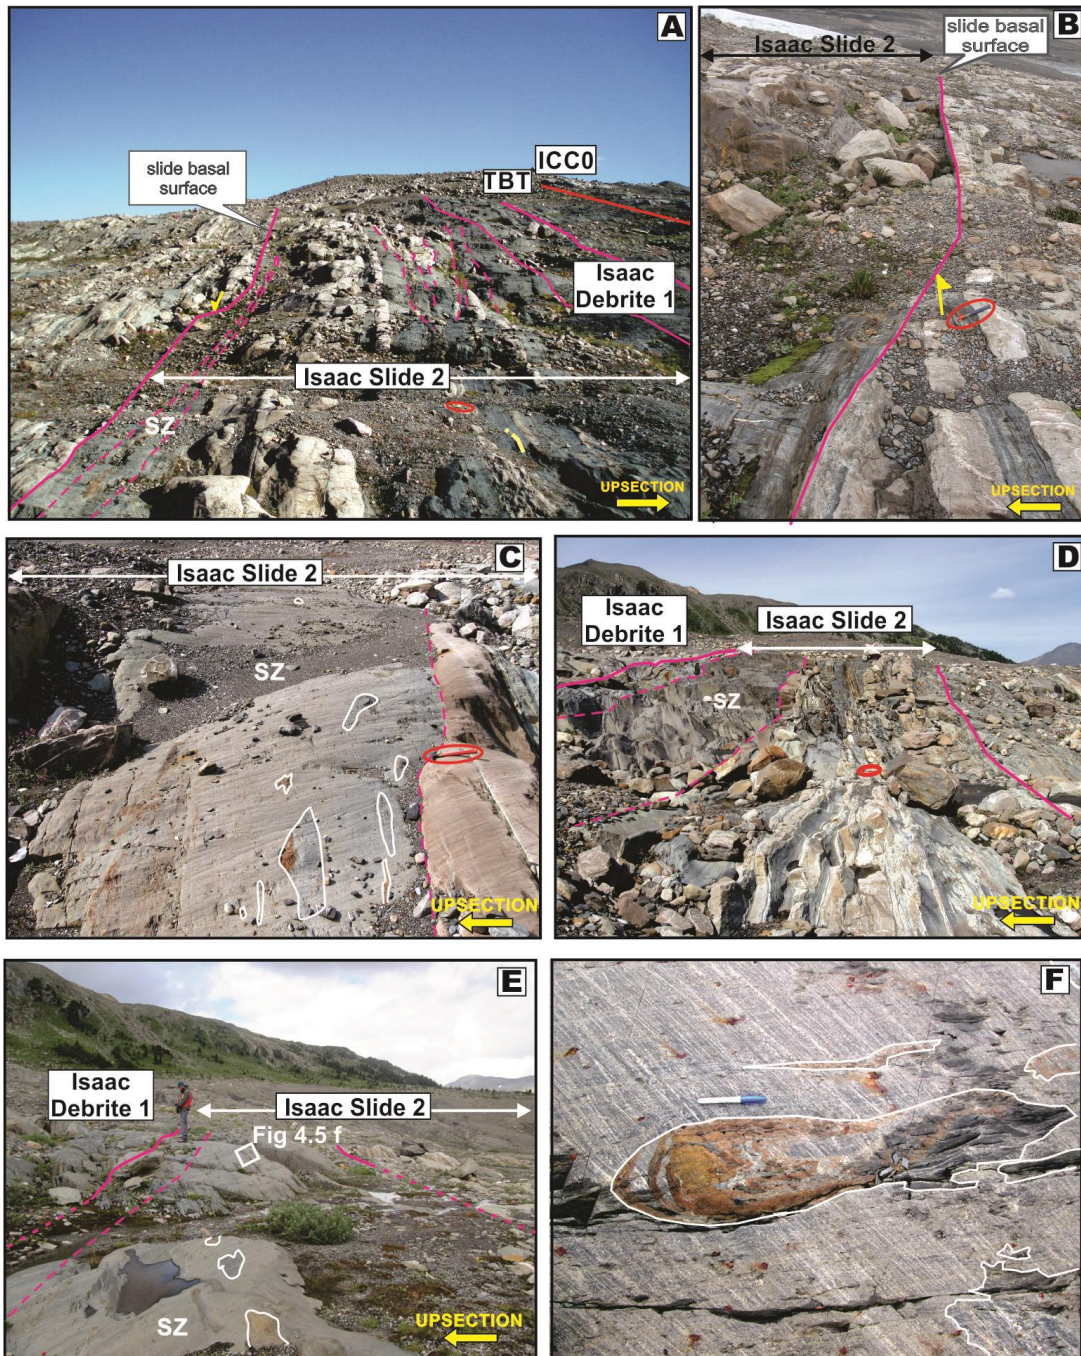 A
ICC0
TBT
slide basal
surface
Isaac
Debrite 1
Isaac Slide 2
SZ
UPSECTION
B
slide basal
surface
Isaac Slide 2
UPSECTION
C
Isaac Slide 2
SZ
UPSECTION
D
Isaac
Debrite 1
Isaac Slide 2
SZ
UPSECTION
E
Isaac
Debrite 1
Isaac Slide 2
Fig 4.5 f
SZ
UPSECTION
F